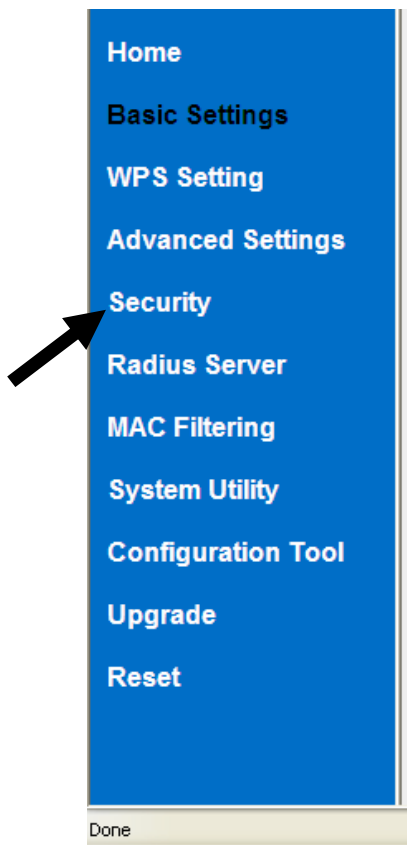 Home
Basic Settings
WPS Setting
Advanced Settings
Security
Radius Server
MAC Filtering
System Utility
Configuration Tool
Upgrade
Reset
Done